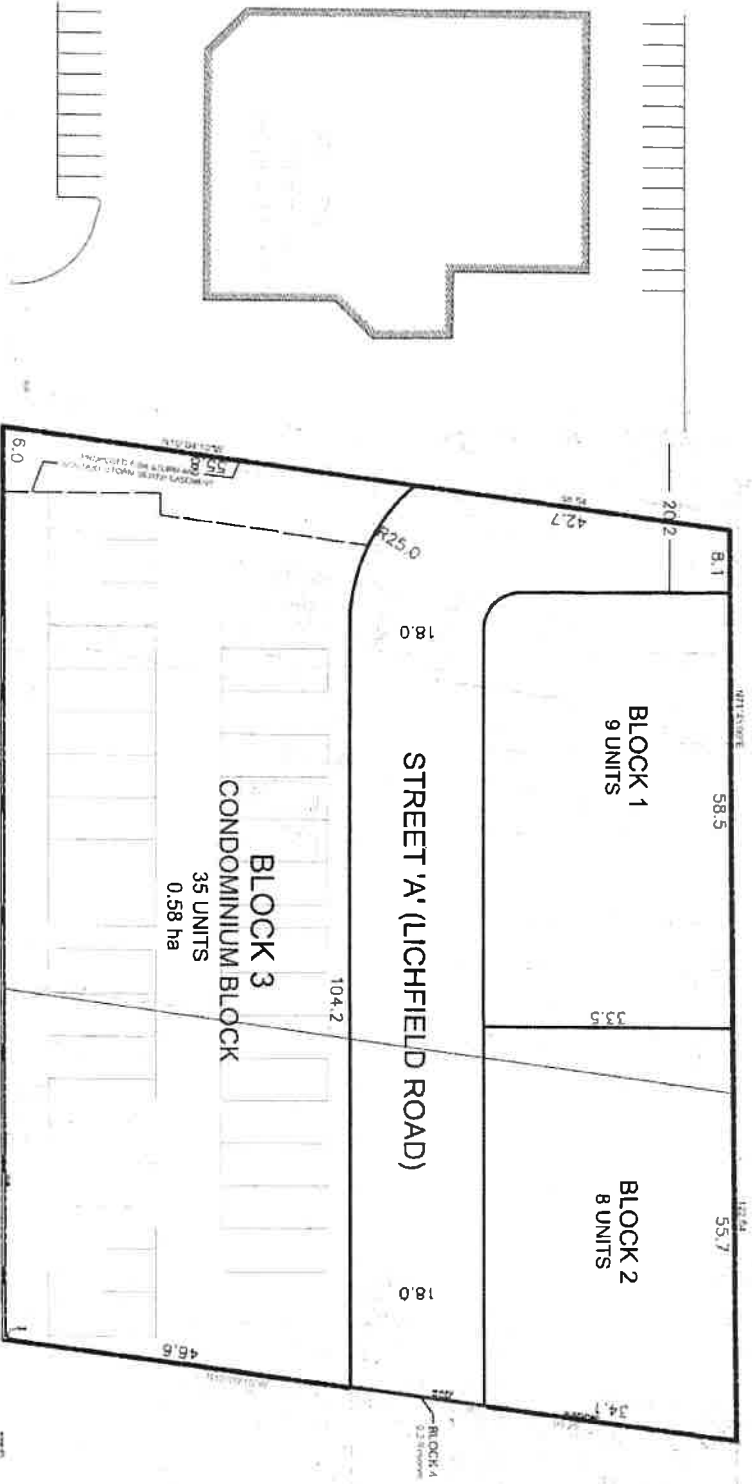 BLOCK 1
9 UNITS
BLOCK 2
8 UNITS
STREET 'A' (LICHFIELD ROAD)
BLOCK 3
CONDOMINIUM BLOCK
35 UNITS
0.58 ha
8.1
58.5
55.7
122.64
20.2
42.7
33.5
34.1
18.0
18.0
R25.0
104.2
46.6
6.0
BLOCK 4